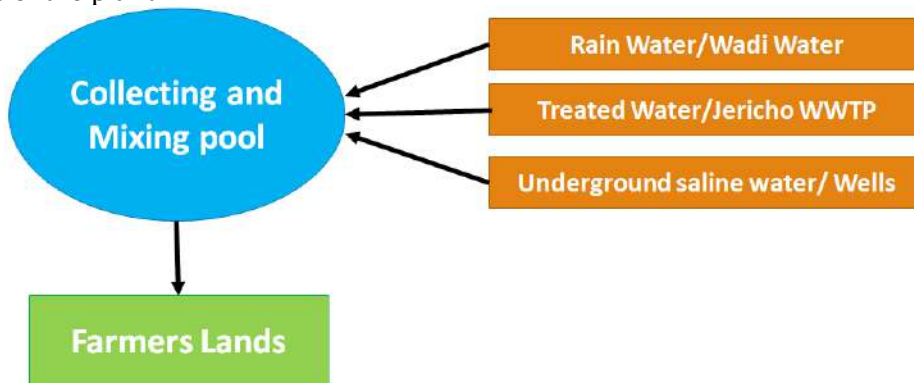 Collecting and
Mixing pool
Rain Water/Wadi Water
Treated Water/Jericho WWTP
Underground saline water/ Wells
Farmers Lands